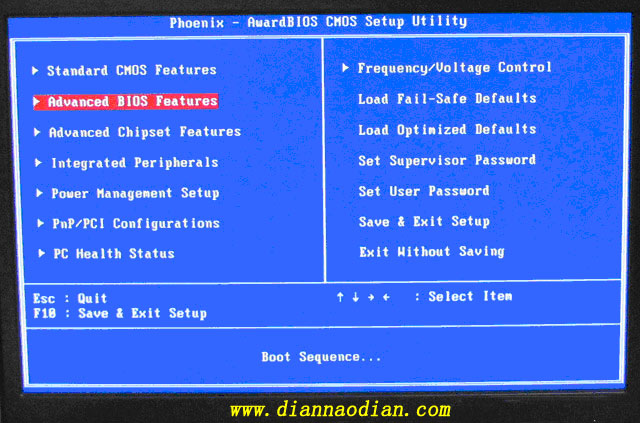 Phoenix - AwardBIOS CMOS Setup Utility
Standard CMOS Features
Advanced BIOS Features
Advanced Chipset Features
Integrated Peripherals
Power Management Setup
PnP/PCI Configurations
PC Health Status
Frequency/Voltage Control
Load Fail-Safe Defaults
Load Optimized Defaults
Set Supervisor Password
Set User Password
Save & Exit Setup
Exit Without Saving
Esc : Quit
F10 : Save & Exit Setup
↑ ↓ → ← : Select Item
Boot Sequence...
www.diannaodian.com